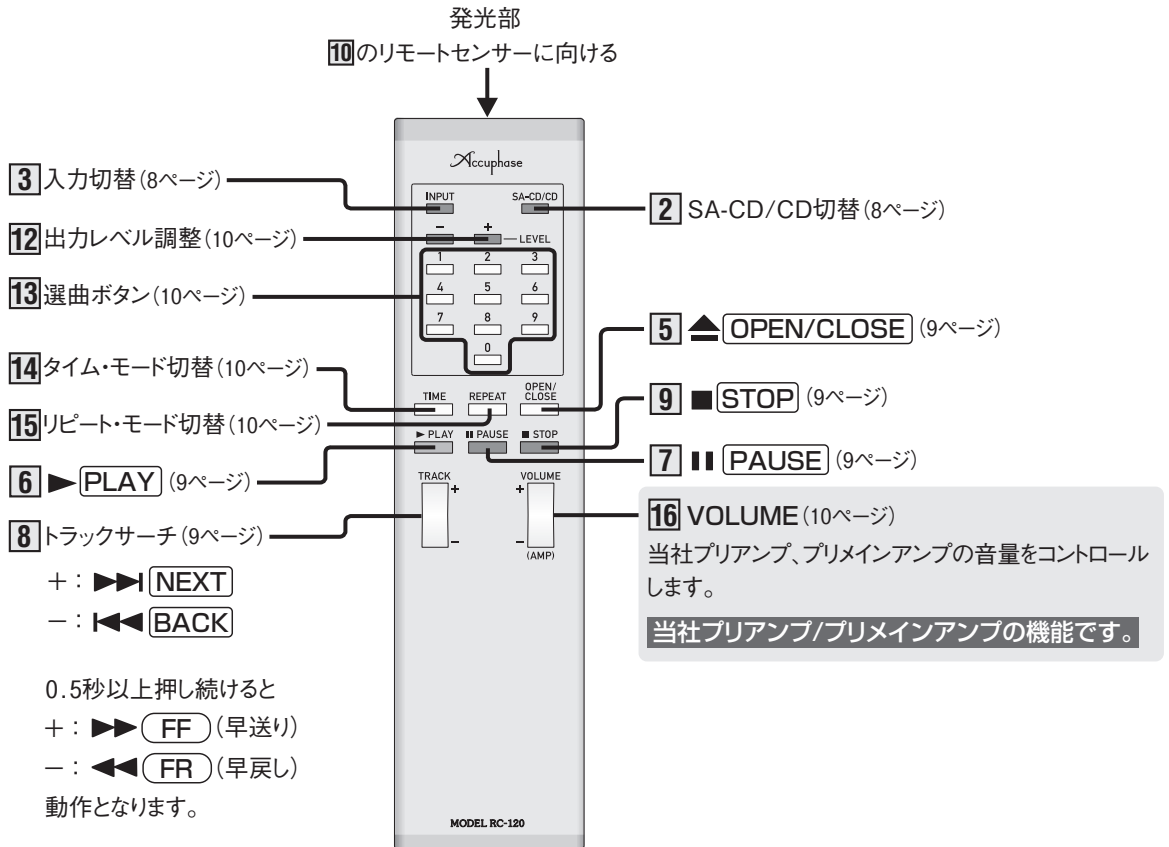 発光部
10のリモートセンサーに向ける
Accuphase
3 入力切替(8ページ)
INPUT
SA-CD/CD
2 SA-CD/CD切替(8ページ)
12 出力レベル調整(10ページ)
－ ＋ LEVEL
13 選曲ボタン(10ページ)
1 2 3
4 5 6
7 8 9
0
5 ⏏ OPEN/CLOSE (9ページ)
14 タイム・モード切替(10ページ)
TIME
REPEAT
OPEN/
CLOSE
9 ■ STOP (9ページ)
15 リピート・モード切替(10ページ)
► PLAY
▮▮ PAUSE
■ STOP
7 ▮▮ PAUSE (9ページ)
6 ► PLAY (9ページ)
TRACK
+
－
VOLUME
+
－
(AMP)
8 トラックサーチ(9ページ)
＋：►►| NEXT
－：|◄◄ BACK
0.5秒以上押し続けると
＋：►► FF (早送り)
－：◄◄ FR (早戻し)
動作となります。
16 VOLUME(10ページ)
当社プリアンプ、プリメインアンプの音量をコントロール
します。
当社プリアンプ/プリメインアンプの機能です。
MODEL RC-120